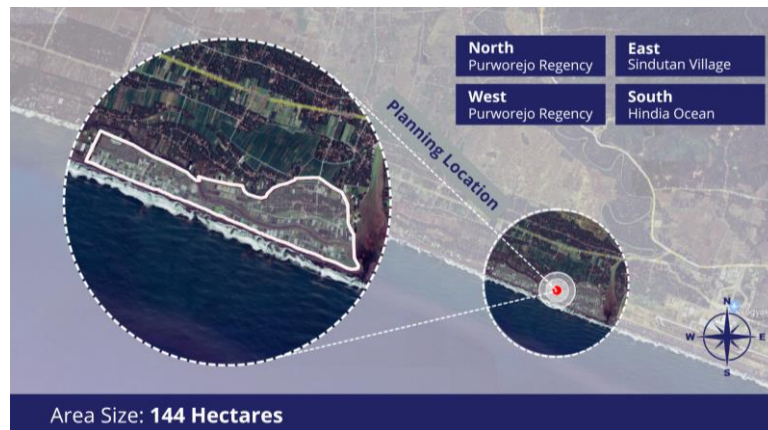 North
Purworejo Regency
East
Sindutan Village
West
Purworejo Regency
South
Hindia Ocean
Planning Location
N
W
E
S
Area Size: 144 Hectares